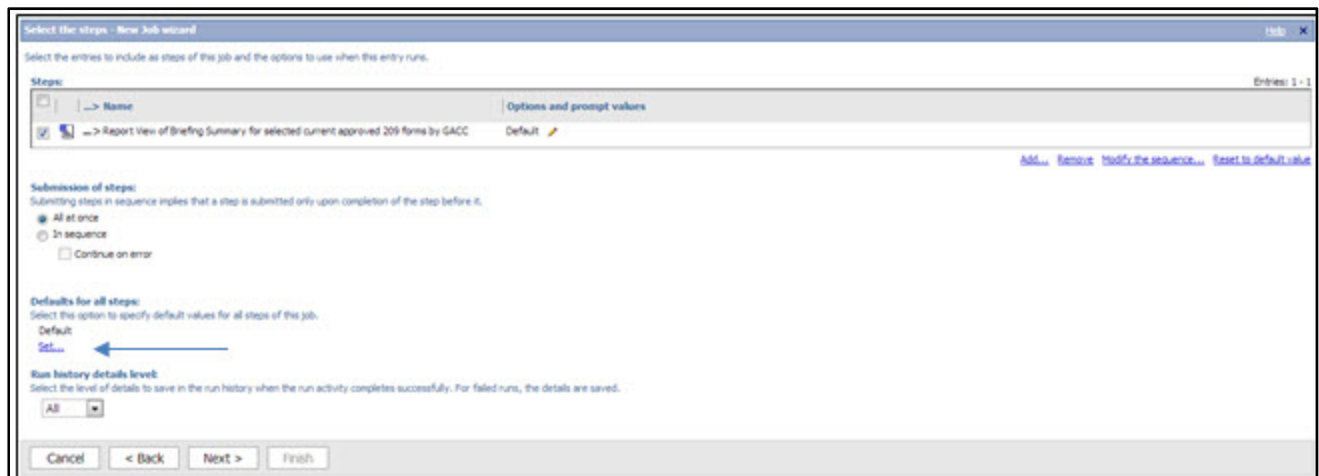 Select the steps - New Job wizard
Help X
Select the entries to include as steps of this job and the options to use when this entry runs.
Steps:
Entries: 1 - 1
...> Name
Options and prompt values
...> Report View of Briefing Summary for selected current approved 209 forms by GACC
Default
Add... Remove Modify the sequence... Reset to default value
Submission of steps:
Submitting steps in sequence implies that a step is submitted only upon completion of the step before it.
All at once
In sequence
Continue on error
Defaults for all steps:
Select this option to specify default values for all steps of this job.
Default
Set...
Run history details level:
Select the level of details to save in the run history when the run activity completes successfully. For failed runs, the details are saved.
All
Cancel
< Back
Next >
Finish